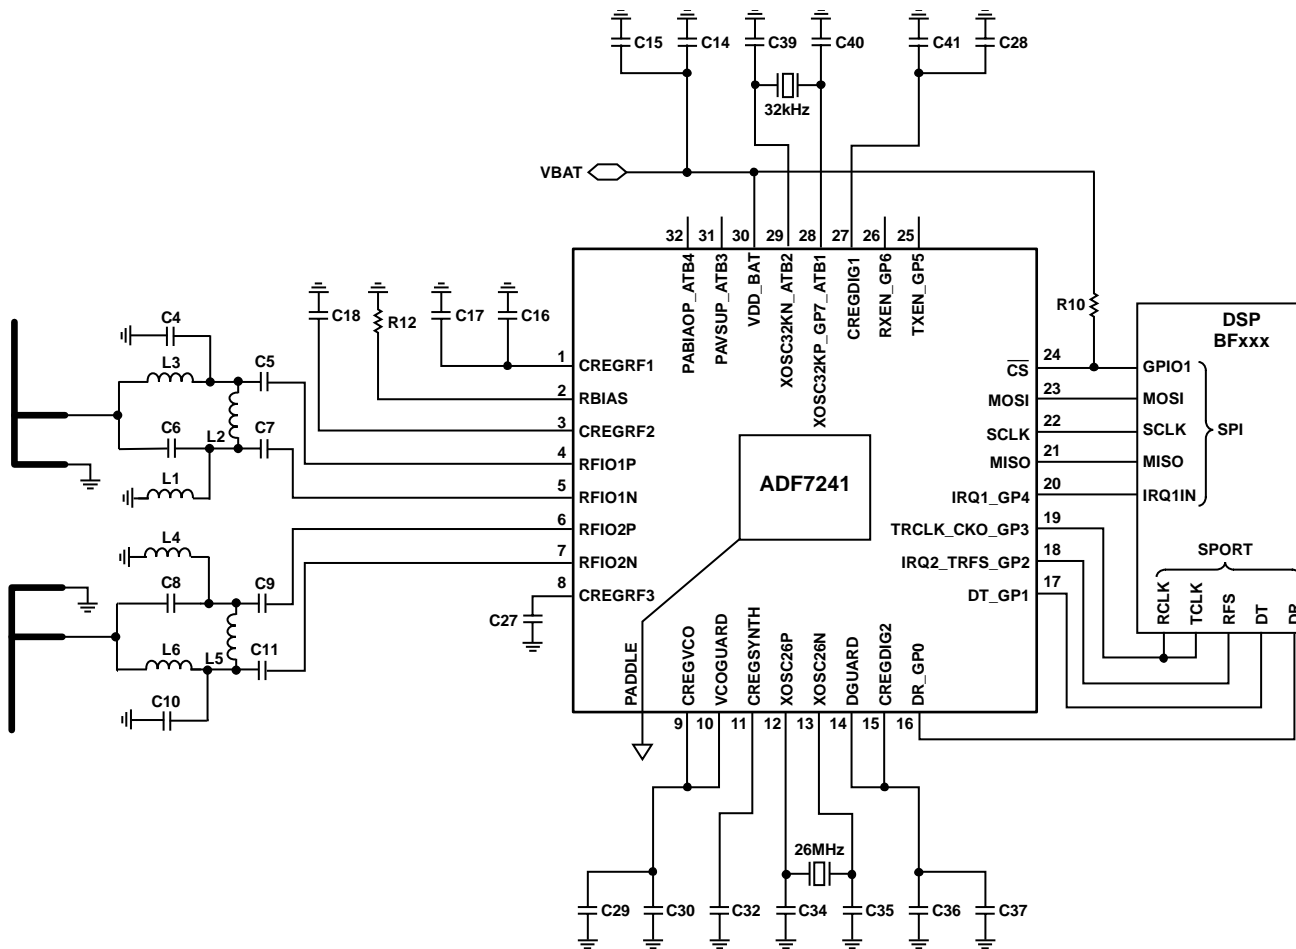 C15
C14
C39
C40
C41
C28
32kHz
VBAT
32
31
30
29
28
27
26
25
PABIAOP_ATB4
PAVSUP_ATB3
VDD_BAT
XOSC32KN_ATB2
XOSC32KP_GP7_ATB1
CREGDIG1
RXEN_GP6
TXEN_GP5
R10
C18
R12
C17
C16
C4
L3
C5
C6
L2
C7
L1
L4
C8
C9
L6
L5
C11
C10
1
CREGRF1
2
RBIAS
3
CREGRF2
4
RFIO1P
5
RFIO1N
6
RFIO2P
7
RFIO2N
8
CREGRF3
C27
ADF7241
24
CS
23
MOSI
22
SCLK
21
MISO
20
IRQ1_GP4
19
TRCLK_CKO_GP3
18
IRQ2_TRFS_GP2
17
DT_GP1
DSP
BFxxx
GPIO1
MOSI
SCLK
MISO
IRQ1IN
SPI
SPORT
RCLK
TCLK
RFS
DT
DR
PADDLE
CREGVCO
VCOGUARD
CREGSYNTH
XOSC26P
XOSC26N
DGUARD
CREGDIG2
DR_GP0
9
10
11
12
13
14
15
16
26MHz
C29
C30
C32
C34
C35
C36
C37